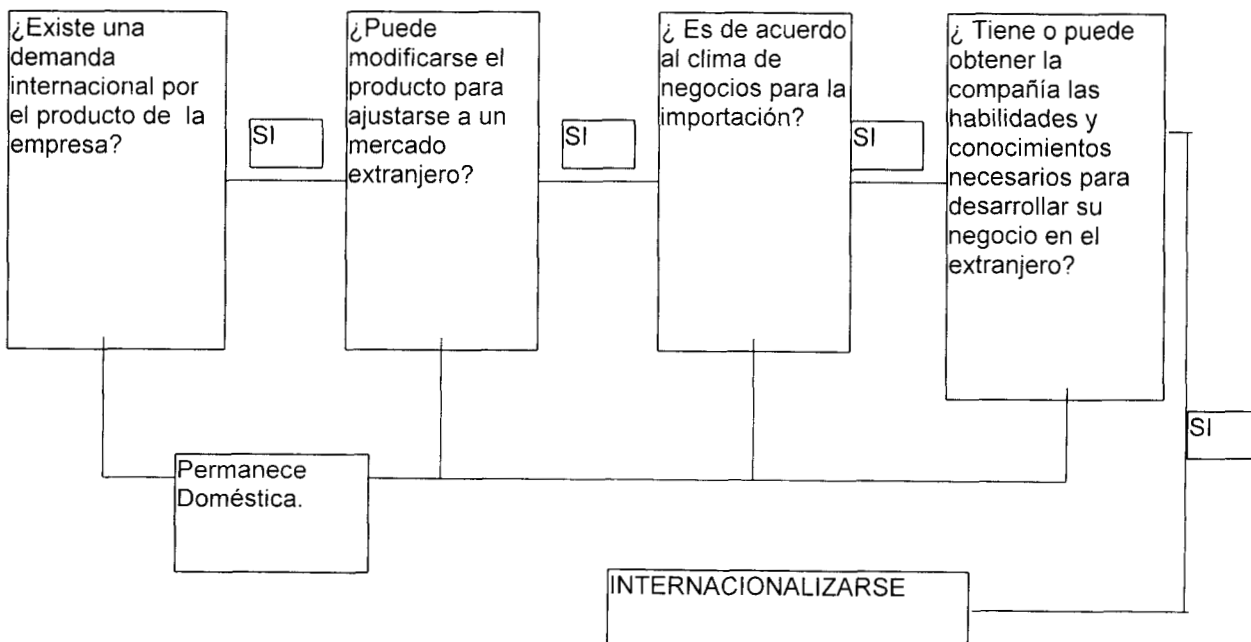 ¿Existe una
demanda
internacional por
el producto de la
empresa?
SI
¿Puede
modificarse el
producto para
ajustarse a un
mercado
extranjero?
SI
¿ Es de acuerdo
al clima de
negocios para la
importación?
SI
¿ Tiene o puede
obtener la
compañía las
habilidades y
conocimientos
necesarios para
desarrollar su
negocio en el
extranjero?
SI
Permanece
Doméstica.
INTERNACIONALIZARSE